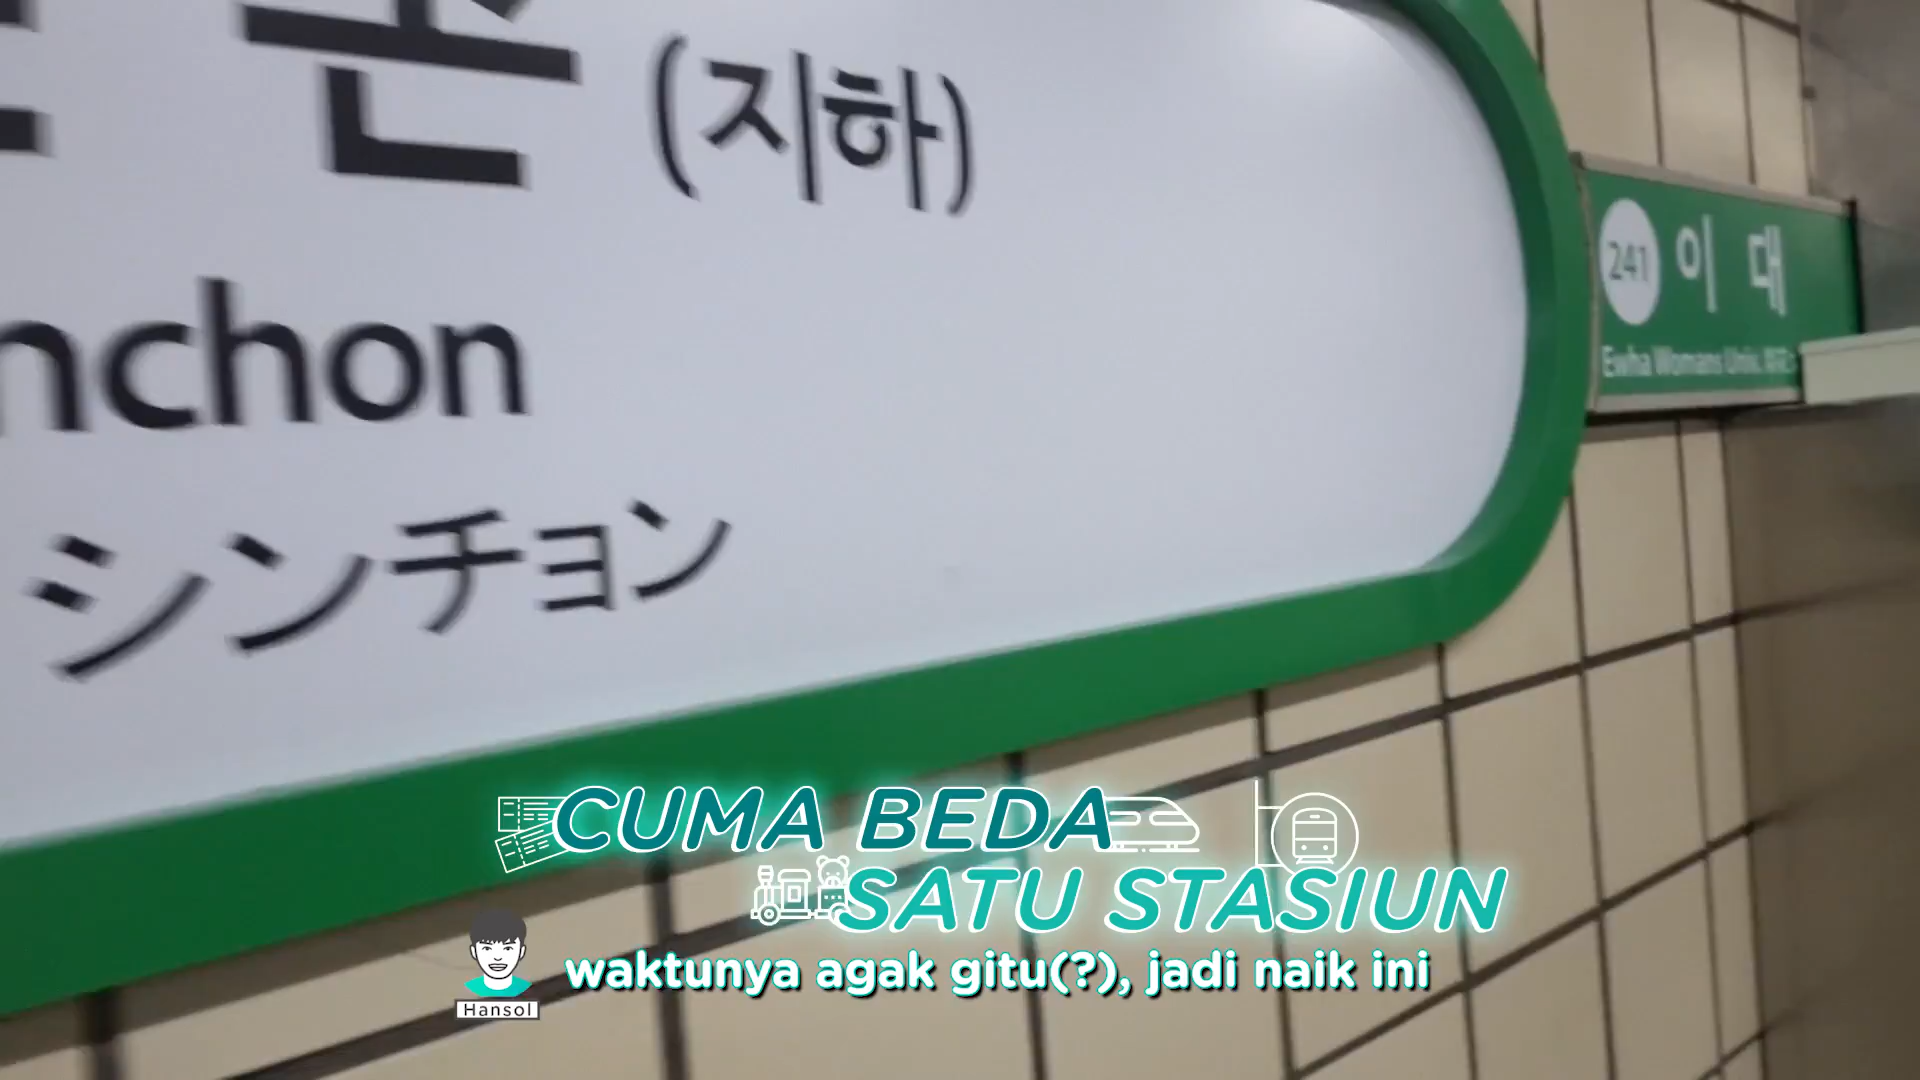 촌 (지하)
nchon
シンチョン
241 이 대
Ewha Womans Univ.
CUMA BEDA
SATU STASIUN
Hansol
waktunya agak gitu(?), jadi naik ini